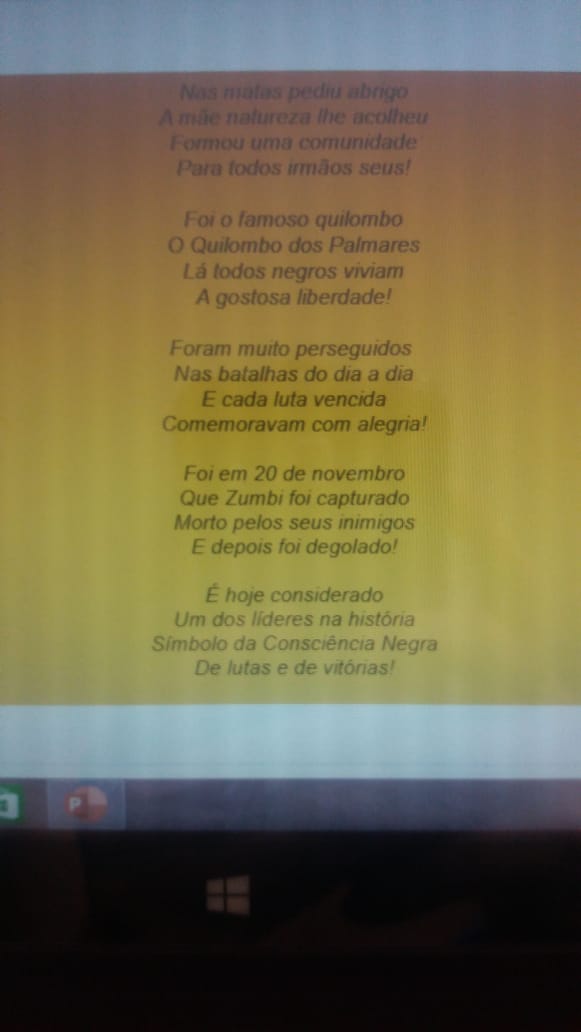 Nas matas pediu abrigo
A mãe natureza lhe acolheu
Formou uma comunidade
Para todos irmãos seus!
Foi o famoso quilombo
O Quilombo dos Palmares
Lá todos negros viviam
A gostosa liberdade!
Foram muito perseguidos
Nas batalhas do dia a dia
E cada luta vencida
Comemoravam com alegria!
Foi em 20 de novembro
Que Zumbi foi capturado
Morto pelos seus inimigos
E depois foi degolado!
É hoje considerado
Um dos líderes na história
Símbolo da Consciência Negra
De lutas e de vitórias!
P